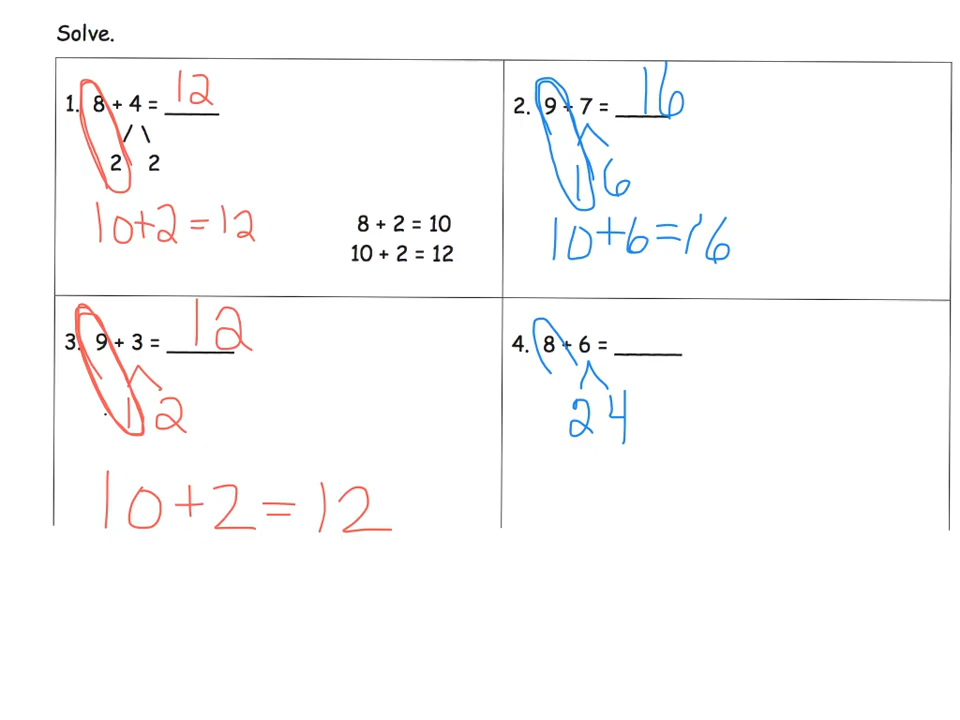 Solve.
1. 8 + 4 = 12
2 2
10+2=12
8 + 2 = 10
10 + 2 = 12
2. 9 + 7 = 16
1 6
10+6=16
3. 9 + 3 = 12
1 2
10+2=12
4. 8 + 6 = ____
2 4